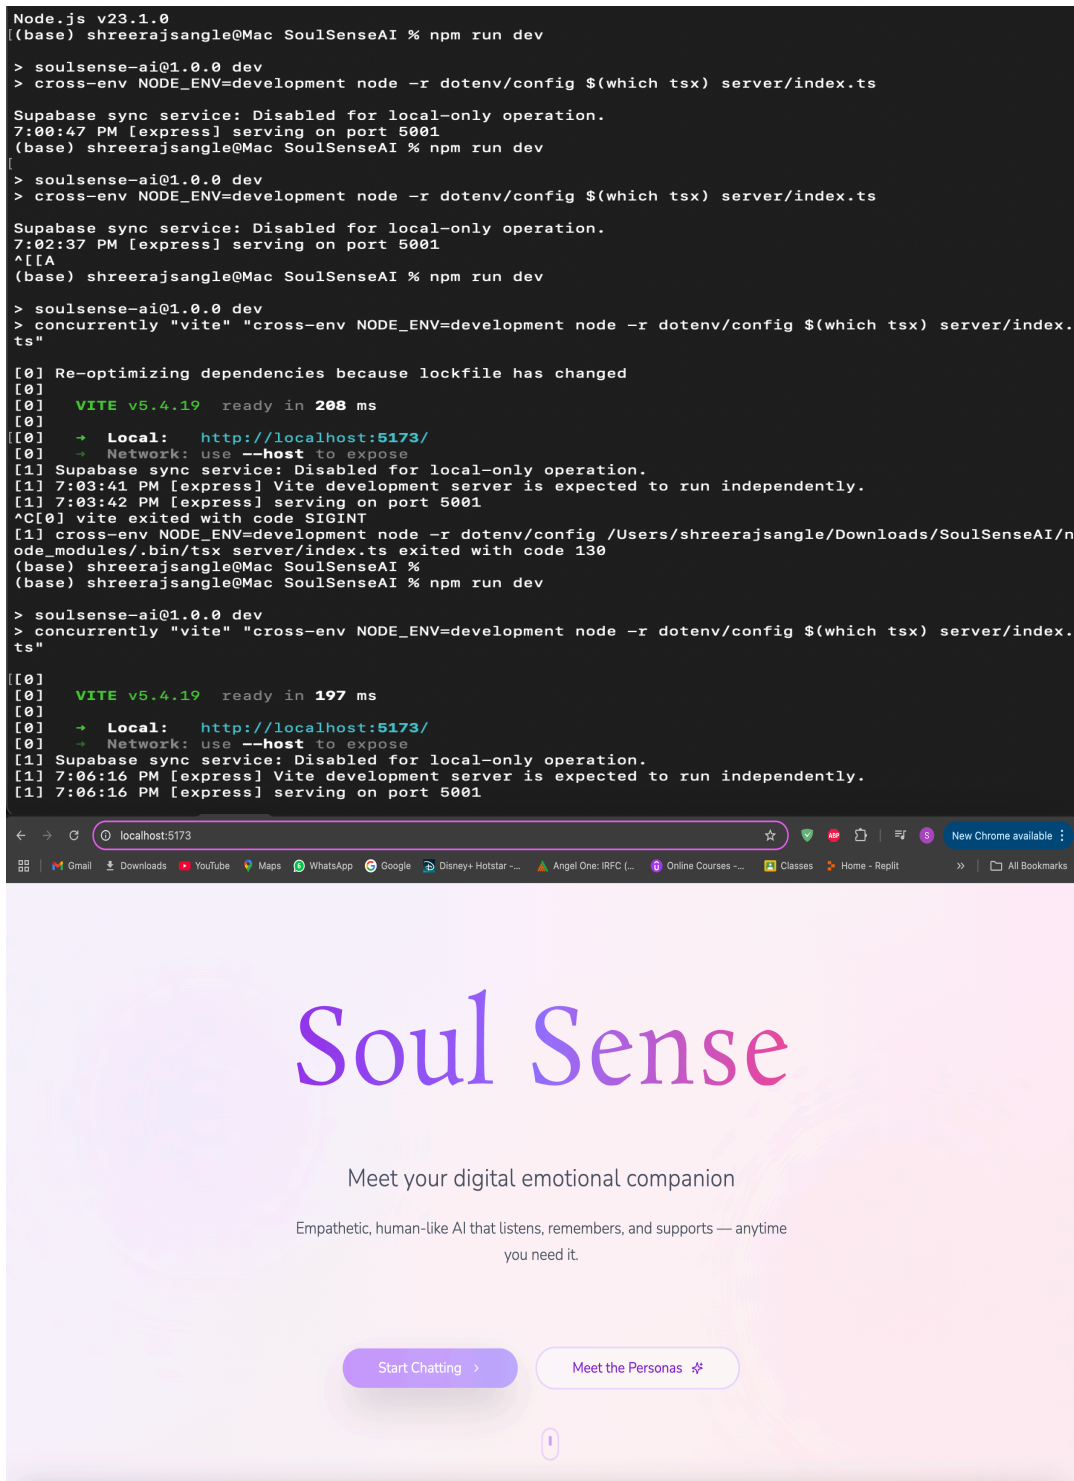 Node.js v23.1.0
[(base) shreerajsangle@Mac SoulSenseAI % npm run dev
> soulsense-ai@1.0.0 dev
> cross-env NODE_ENV=development node -r dotenv/config $(which tsx) server/index.ts
Supabase sync service: Disabled for local-only operation.
7:00:47 PM [express] serving on port 5001
(base) shreerajsangle@Mac SoulSenseAI % npm run dev
[
> soulsense-ai@1.0.0 dev
> cross-env NODE_ENV=development node -r dotenv/config $(which tsx) server/index.ts
Supabase sync service: Disabled for local-only operation.
7:02:37 PM [express] serving on port 5001
^[[A
(base) shreerajsangle@Mac SoulSenseAI % npm run dev
> soulsense-ai@1.0.0 dev
> concurrently "vite" "cross-env NODE_ENV=development node -r dotenv/config $(which tsx) server/index.
ts"
[0] Re-optimizing dependencies because lockfile has changed
[0]
[0] VITE v5.4.19 ready in 208 ms
[0]
[[0] ➜ Local: http://localhost:5173/
[0] ➜ Network: use --host to expose
[1] Supabase sync service: Disabled for local-only operation.
[1] 7:03:41 PM [express] Vite development server is expected to run independently.
[1] 7:03:42 PM [express] serving on port 5001
^C[0] vite exited with code SIGINT
[1] cross-env NODE_ENV=development node -r dotenv/config /Users/shreerajsangle/Downloads/SoulSenseAI/n
ode_modules/.bin/tsx server/index.ts exited with code 130
(base) shreerajsangle@Mac SoulSenseAI %
(base) shreerajsangle@Mac SoulSenseAI % npm run dev
> soulsense-ai@1.0.0 dev
> concurrently "vite" "cross-env NODE_ENV=development node -r dotenv/config $(which tsx) server/index.
ts"
[[0]
[0] VITE v5.4.19 ready in 197 ms
[0]
[0] ➜ Local: http://localhost:5173/
[0] ➜ Network: use --host to expose
[1] Supabase sync service: Disabled for local-only operation.
[1] 7:06:16 PM [express] Vite development server is expected to run independently.
[1] 7:06:16 PM [express] serving on port 5001
localhost:5173 ABP S New Chrome available
Gmail Downloads YouTube Maps WhatsApp Google Disney+ Hotstar -... Angel One: IRFC (... Online Courses -... Classes Home - Replit » All Bookmarks
Soul Sense
Meet your digital emotional companion
Empathetic, human-like AI that listens, remembers, and supports — anytime
you need it.
Start Chatting Meet the Personas